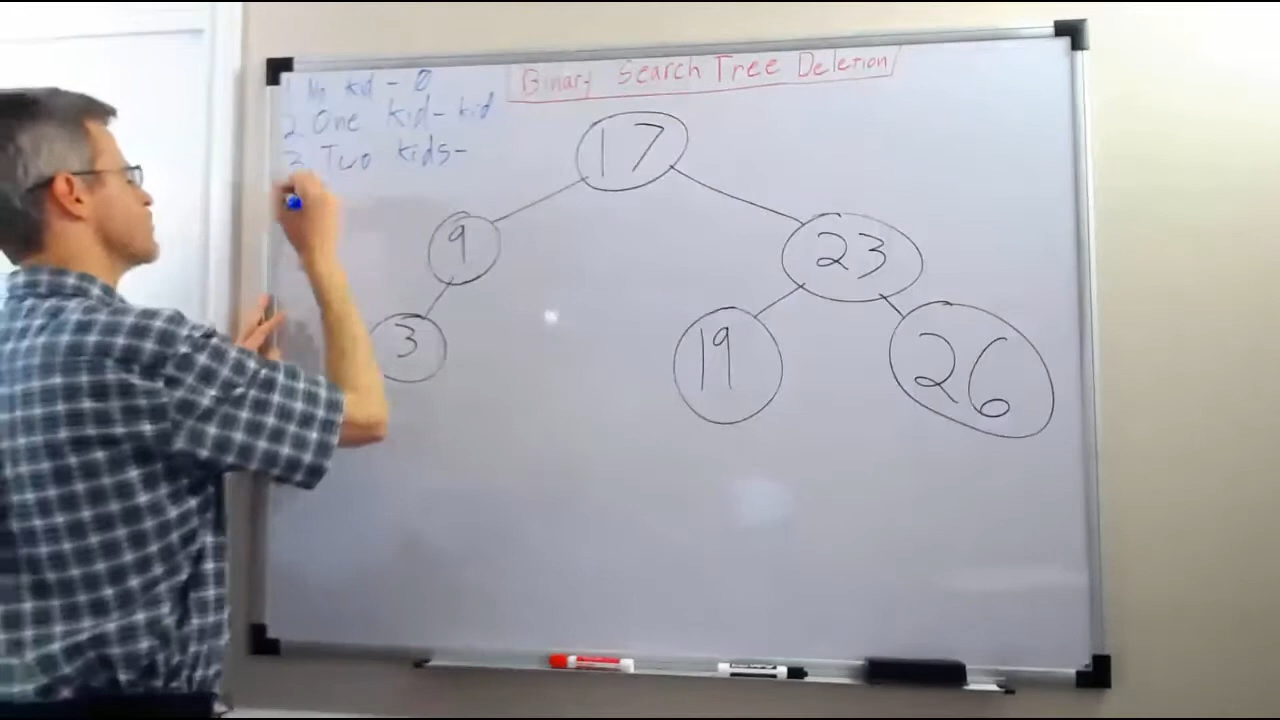 Binary Search Tree Deletion
1. No kid - 0
2. One kid - kid
3. Two kids -
17
9
23
3
19
26